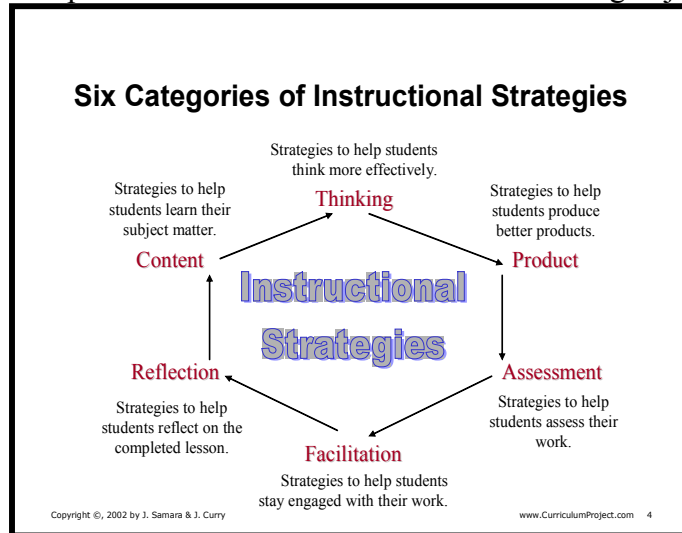 Six Categories of Instructional Strategies
Strategies to help students
think more effectively.
Thinking
Strategies to help
students learn their
subject matter.
Content
Strategies to help
students produce
better products.
Product
Instructional
Strategies
Reflection
Strategies to help
students reflect on the
completed lesson.
Assessment
Strategies to help
students assess their
work.
Facilitation
Strategies to help students
stay engaged with their work.
Copyright ©, 2002 by J. Samara & J. Curry
www.CurriculumProject.com 4